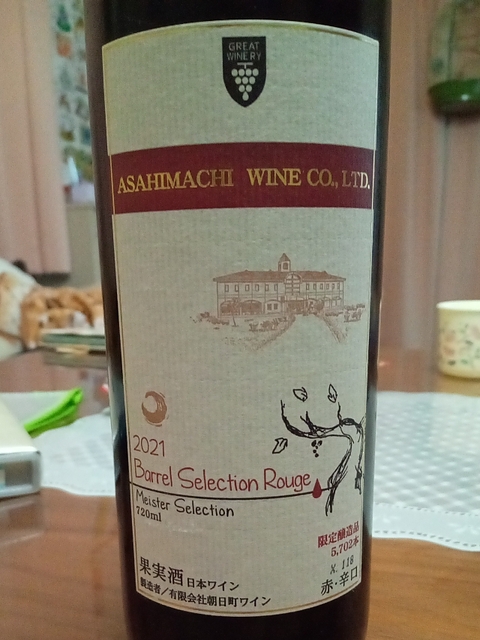 GREAT
WINERY
ASAHIMACHI WINE CO., LTD.
2021
Barrel Selection Rouge
Meister Selection
720ml
限定醸造品
5,702本
果実酒 日本ワイン
製造者/有限会社朝日町ワイン
赤・辛口